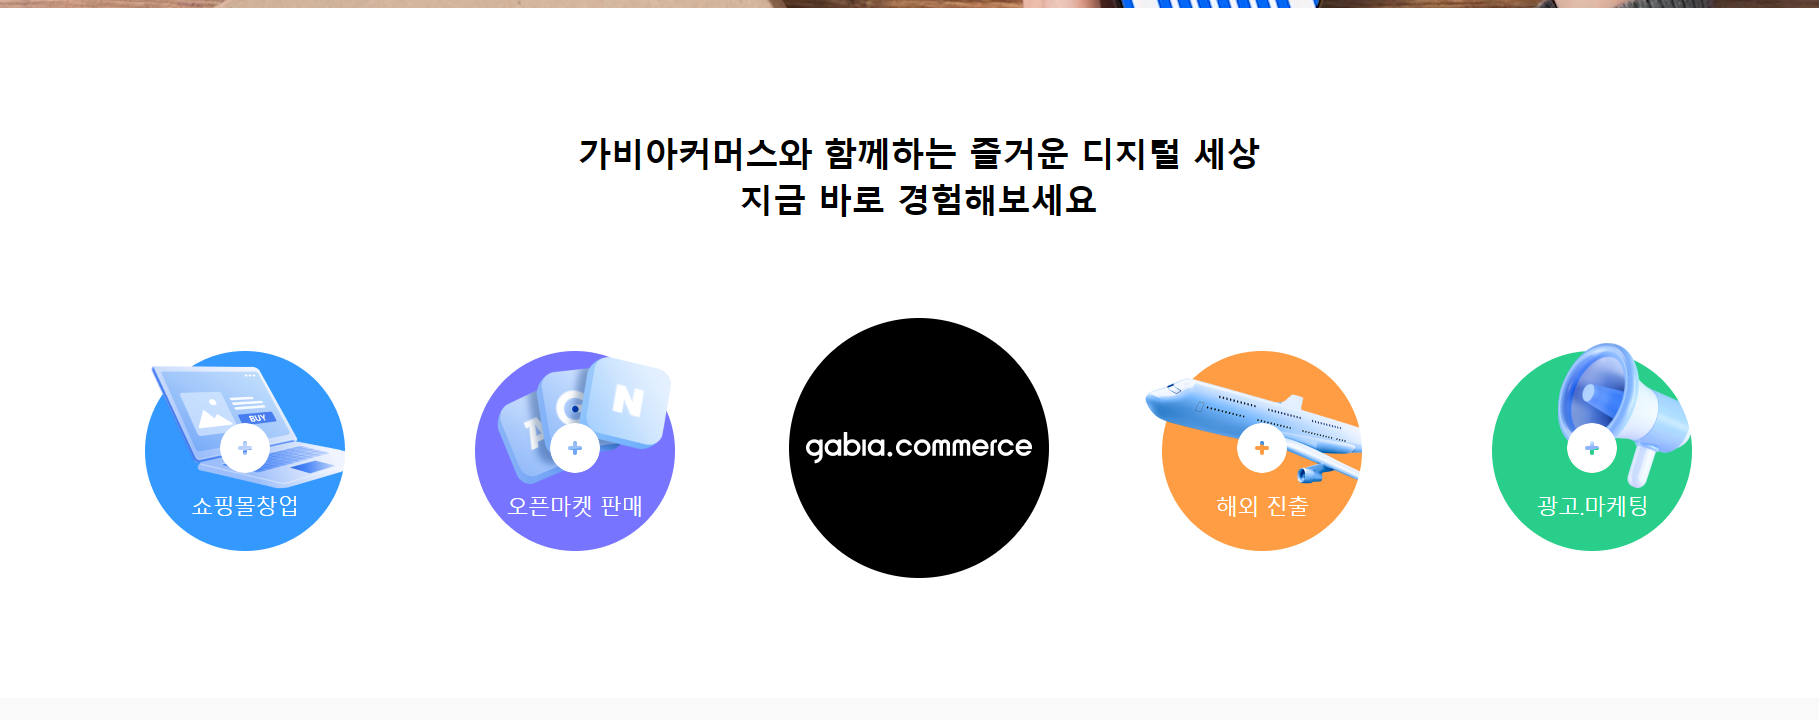 가비아커머스와 함께하는 즐거운 디지털 세상
지금 바로 경험해보세요
BUY
A
N
gabia.commerce
쇼핑몰창업
오픈마켓 판매
해외 진출
광고.마케팅